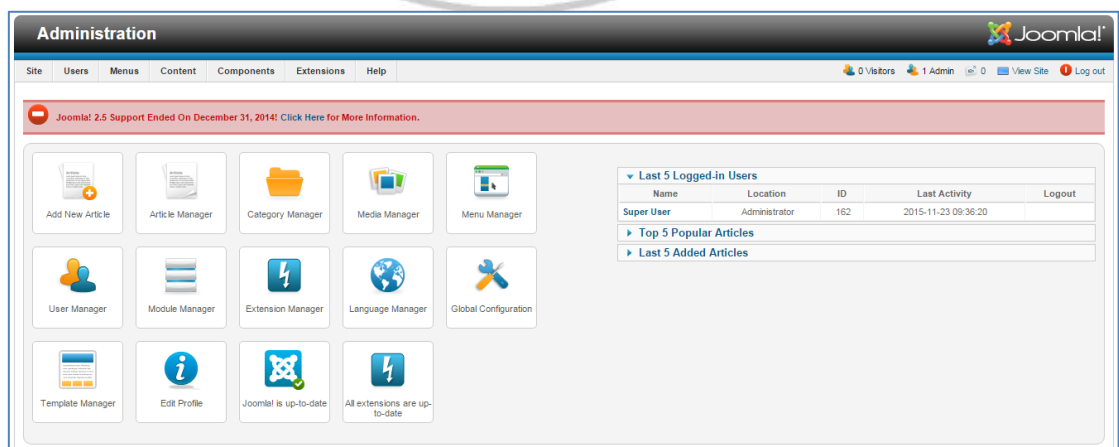 Administration
Joomla!
Site Users Menus Content Components Extensions Help
0 Visitors 1 Admin 0 View Site Log out
Joomla! 2.5 Support Ended On December 31, 2014! Click Here for More Information.
Add New Article Article Manager Category Manager Media Manager Menu Manager
User Manager Module Manager Extension Manager Language Manager Global Configuration
Template Manager Edit Profile Joomla! is up-to-date All extensions are up-
to-date
Last 5 Logged-in Users
Name Location ID Last Activity Logout
Super User Administrator 162 2015-11-23 09:36:20
Top 5 Popular Articles
Last 5 Added Articles